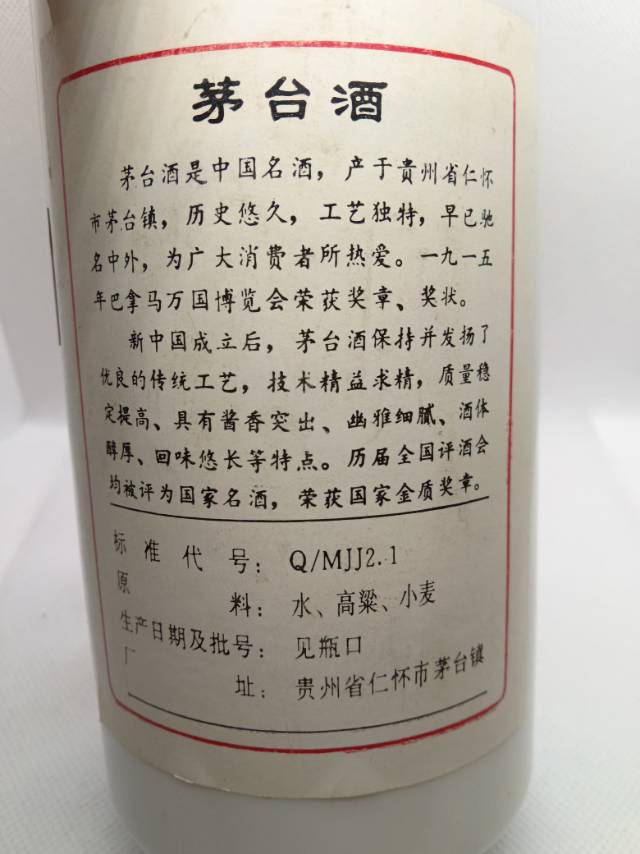 茅台酒
茅台酒是中国名酒，产于贵州省仁怀
市茅台镇，历史悠久，工艺独特，早已驰
名中外，为广大消费者所热爱。一九一五
年巴拿马万国博览会荣获奖章、奖状。
新中国成立后，茅台酒保持并发扬了
优良的传统工艺，技术精益求精，质量稳
定提高、具有酱香突出、幽雅细腻、酒体
醇厚、回味悠长等特点。历届全国评酒会
均被评为国家名酒，荣获国家金质奖章。
标准代号：Q/MJJ2.1
原料：水、高粱、小麦
生产日期及批号：见瓶口
厂址：贵州省仁怀市茅台镇